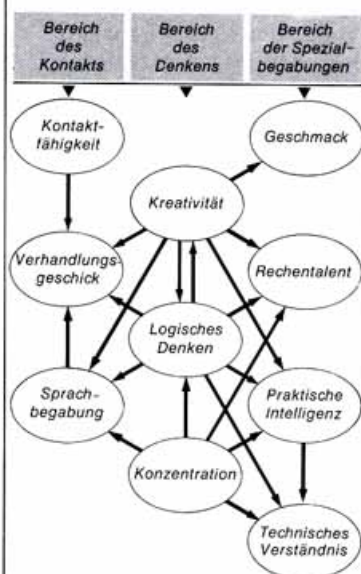 Bereich
des
Kontakts
Bereich
des
Denkens
Bereich
der Spezial-
begabungen
Kontakt-
fähigkeit
Geschmack
Kreativität
Verhandlungs-
geschick
Rechentalent
Logisches
Denken
Sprach-
begabung
Praktische
Intelligenz
Konzentration
Technisches
Verständnis